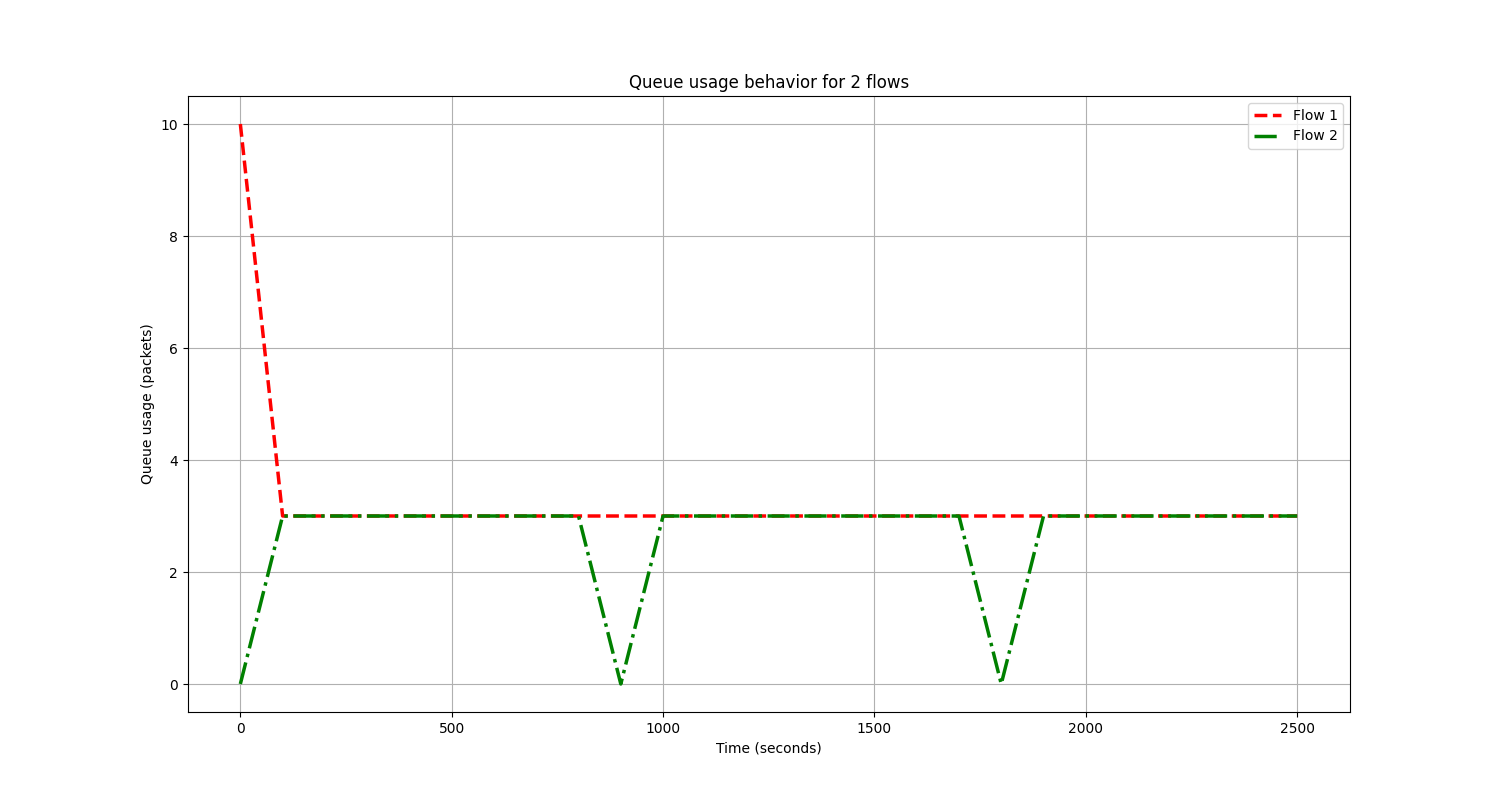 Queue usage behavior for 2 flows
Flow 1
Flow 2
10
8
6
4
2
0
Queue usage (packets)
0 500 1000 1500 2000 2500
Time (seconds)